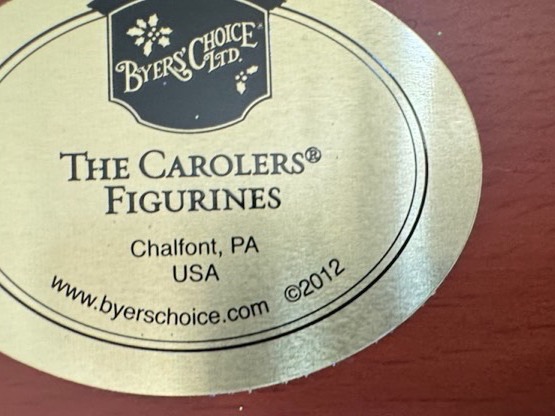 BYERS' CHOICE
LTD.
THE CAROLERS®
FIGURINES
Chalfont, PA
USA
www.byerschoice.com ©2012